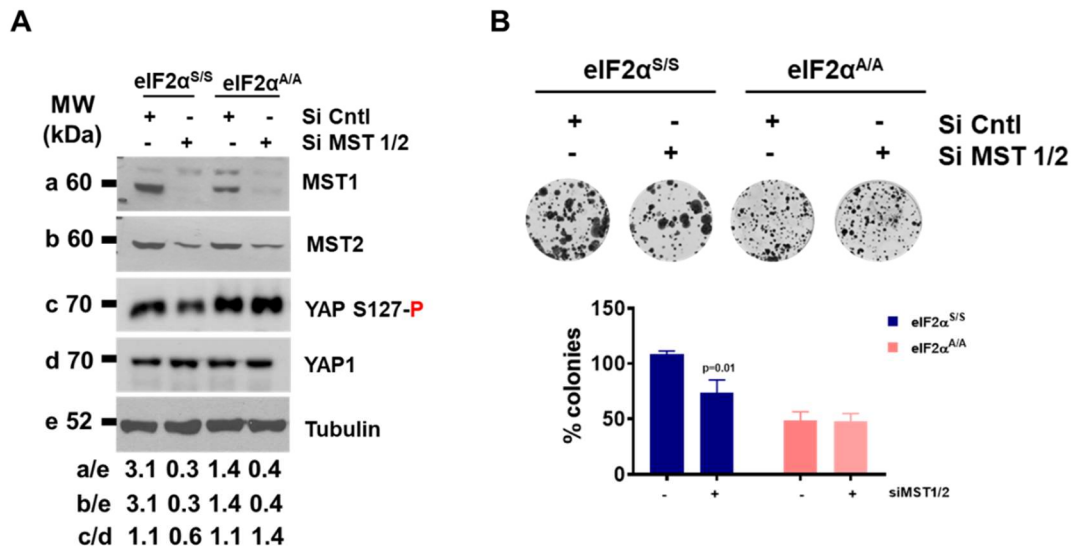 A
eIF2α^S/S eIF2α^A/A
MW
(kDa)
+ - + - Si Cntl
- + - + Si MST 1/2
a 60 MST1
b 60 MST2
c 70 YAP S127-P
d 70 YAP1
e 52 Tubulin
a/e 3.1 0.3 1.4 0.4
b/e 3.1 0.3 1.4 0.4
c/d 1.1 0.6 1.1 1.4
B
eIF2α^S/S eIF2α^A/A
+ - + - Si Cntl
- + - + Si MST 1/2
150
100
50
0
% colonies
p=0.01
eIF2α^S/S
eIF2α^A/A
- + - + siMST1/2